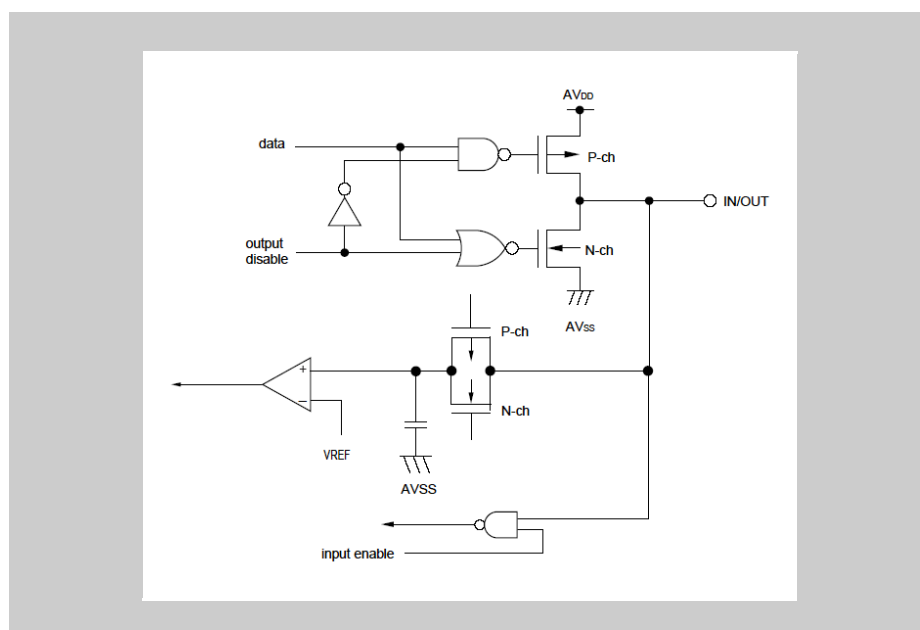 AVDD
data
P-ch
IN/OUT
output
disable
N-ch
AVss
P-ch
+
−
N-ch
VREF
AVSS
input enable